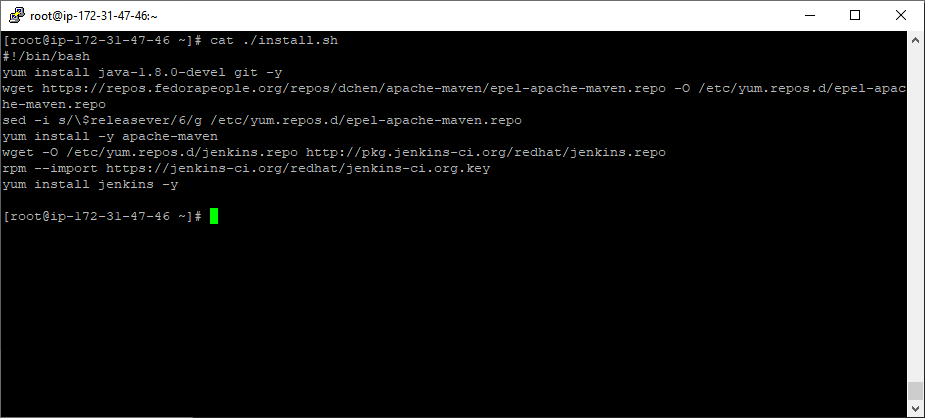 root@ip-172-31-47-46:~
[root@ip-172-31-47-46 ~]# cat ./install.sh
#!/bin/bash
yum install java-1.8.0-devel git -y
wget https://repos.fedorapeople.org/repos/dchen/apache-maven/epel-apache-maven.repo -O /etc/yum.repos.d/epel-apac
he-maven.repo
sed -i s/\$releasever/6/g /etc/yum.repos.d/epel-apache-maven.repo
yum install -y apache-maven
wget -O /etc/yum.repos.d/jenkins.repo http://pkg.jenkins-ci.org/redhat/jenkins.repo
rpm --import https://jenkins-ci.org/redhat/jenkins-ci.org.key
yum install jenkins -y
[root@ip-172-31-47-46 ~]#